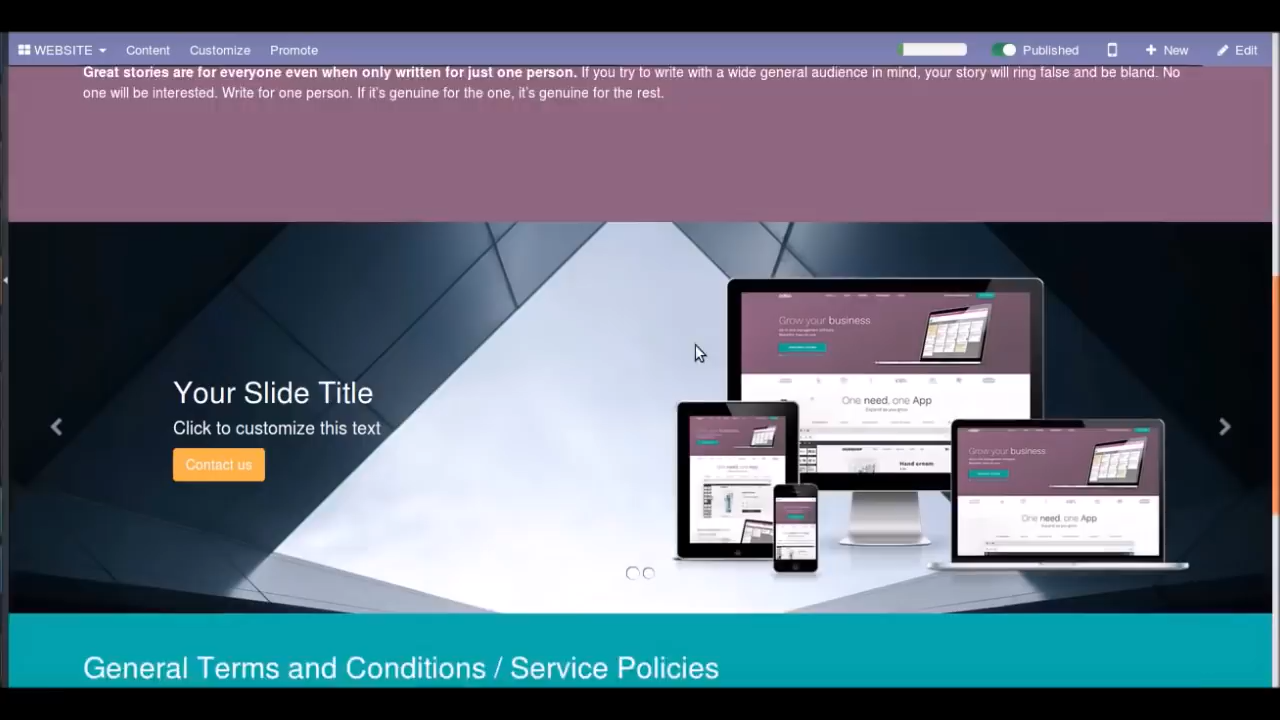 WEBSITE Content Customize Promote Published New Edit
Great stories are for everyone even when only written for just one person. If you try to write with a wide general audience in mind, your story will ring false and be bland. No
one will be interested. Write for one person. If it’s genuine for the one, it’s genuine for the rest.
Your Slide Title
Click to customize this text
Contact us
Grow your business
One need, one App
Grow your business
One need, one App
General Terms and Conditions / Service Policies